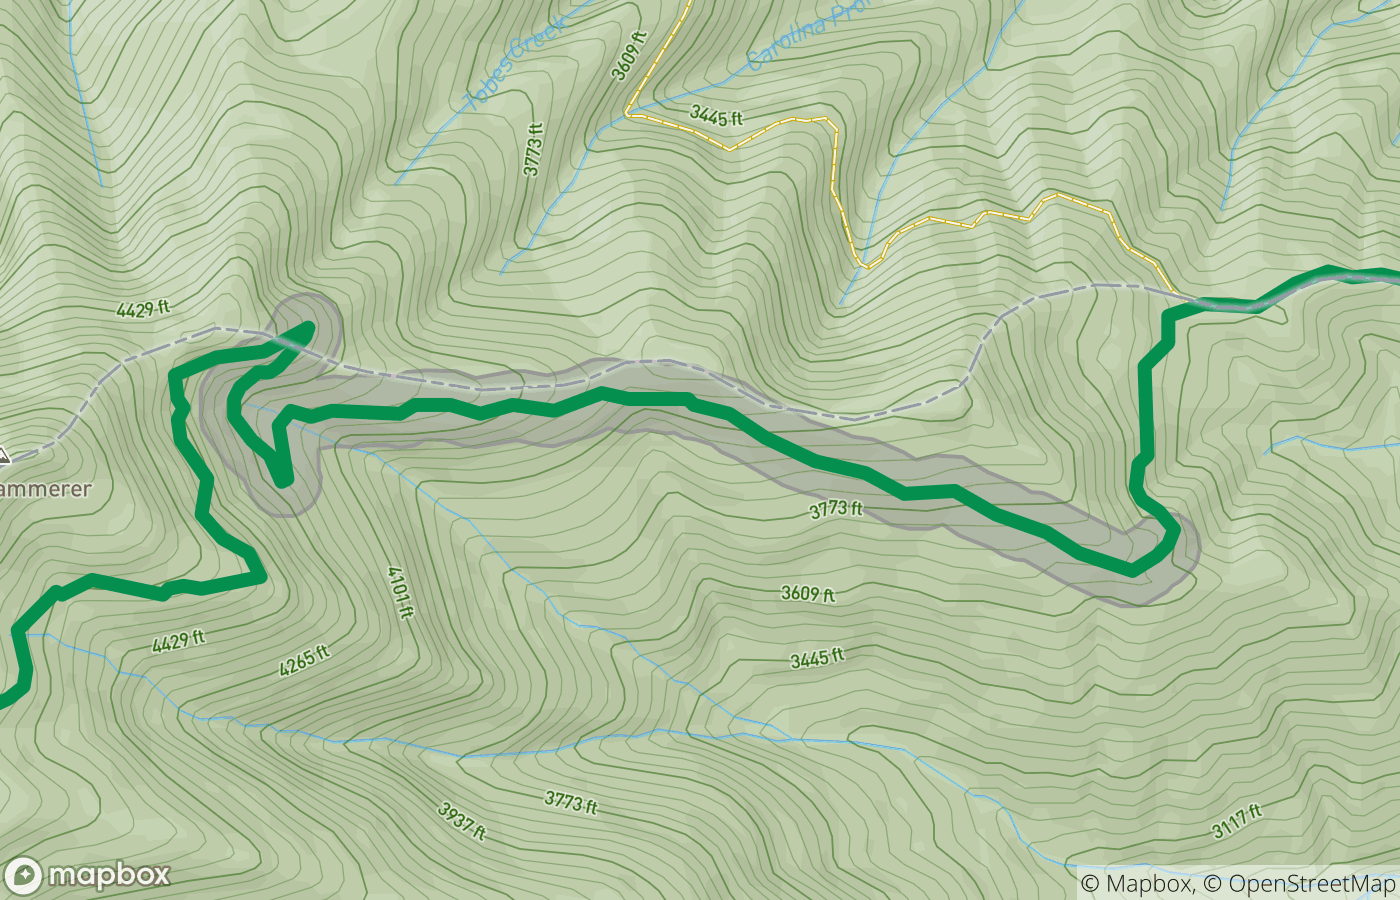 Tobes Creek
3609 ft
Carolina Pro
3445 ft
3773 ft
4429 ft
ammerer
3773 ft
4101 ft
3609 ft
4429 ft
4265 ft
3445 ft
3773 ft
3937 ft
3117 ft
mapbox
© Mapbox, © OpenStreetMap